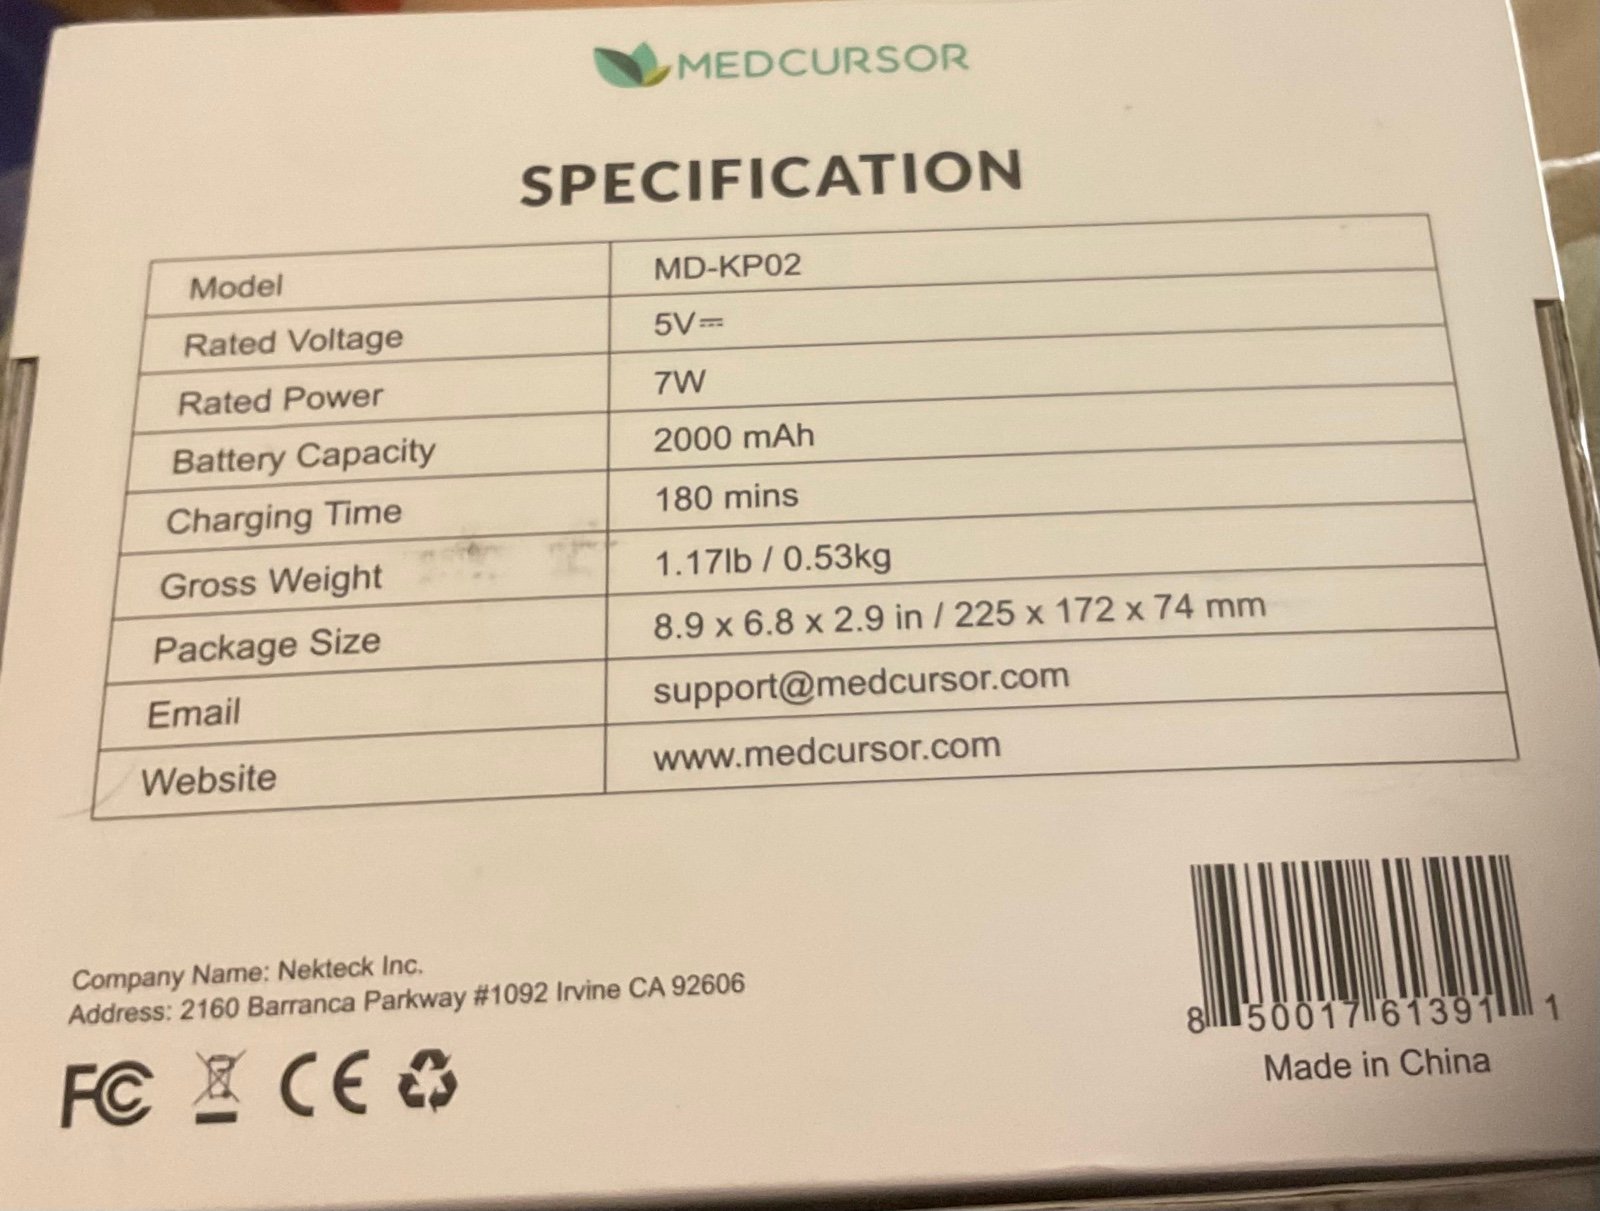 MEDCURSOR
SPECIFICATION
Model MD-KP02
Rated Voltage 5V⎓
Rated Power 7W
Battery Capacity 2000 mAh
Charging Time 180 mins
Gross Weight 1.17lb / 0.53kg
Package Size 8.9 x 6.8 x 2.9 in / 225 x 172 x 74 mm
Email support@medcursor.com
Website www.medcursor.com
Company Name: Nekteck Inc.
Address: 2160 Barranca Parkway #1092 Irvine CA 92606
FC CE
8 50017 61391 1
Made in China